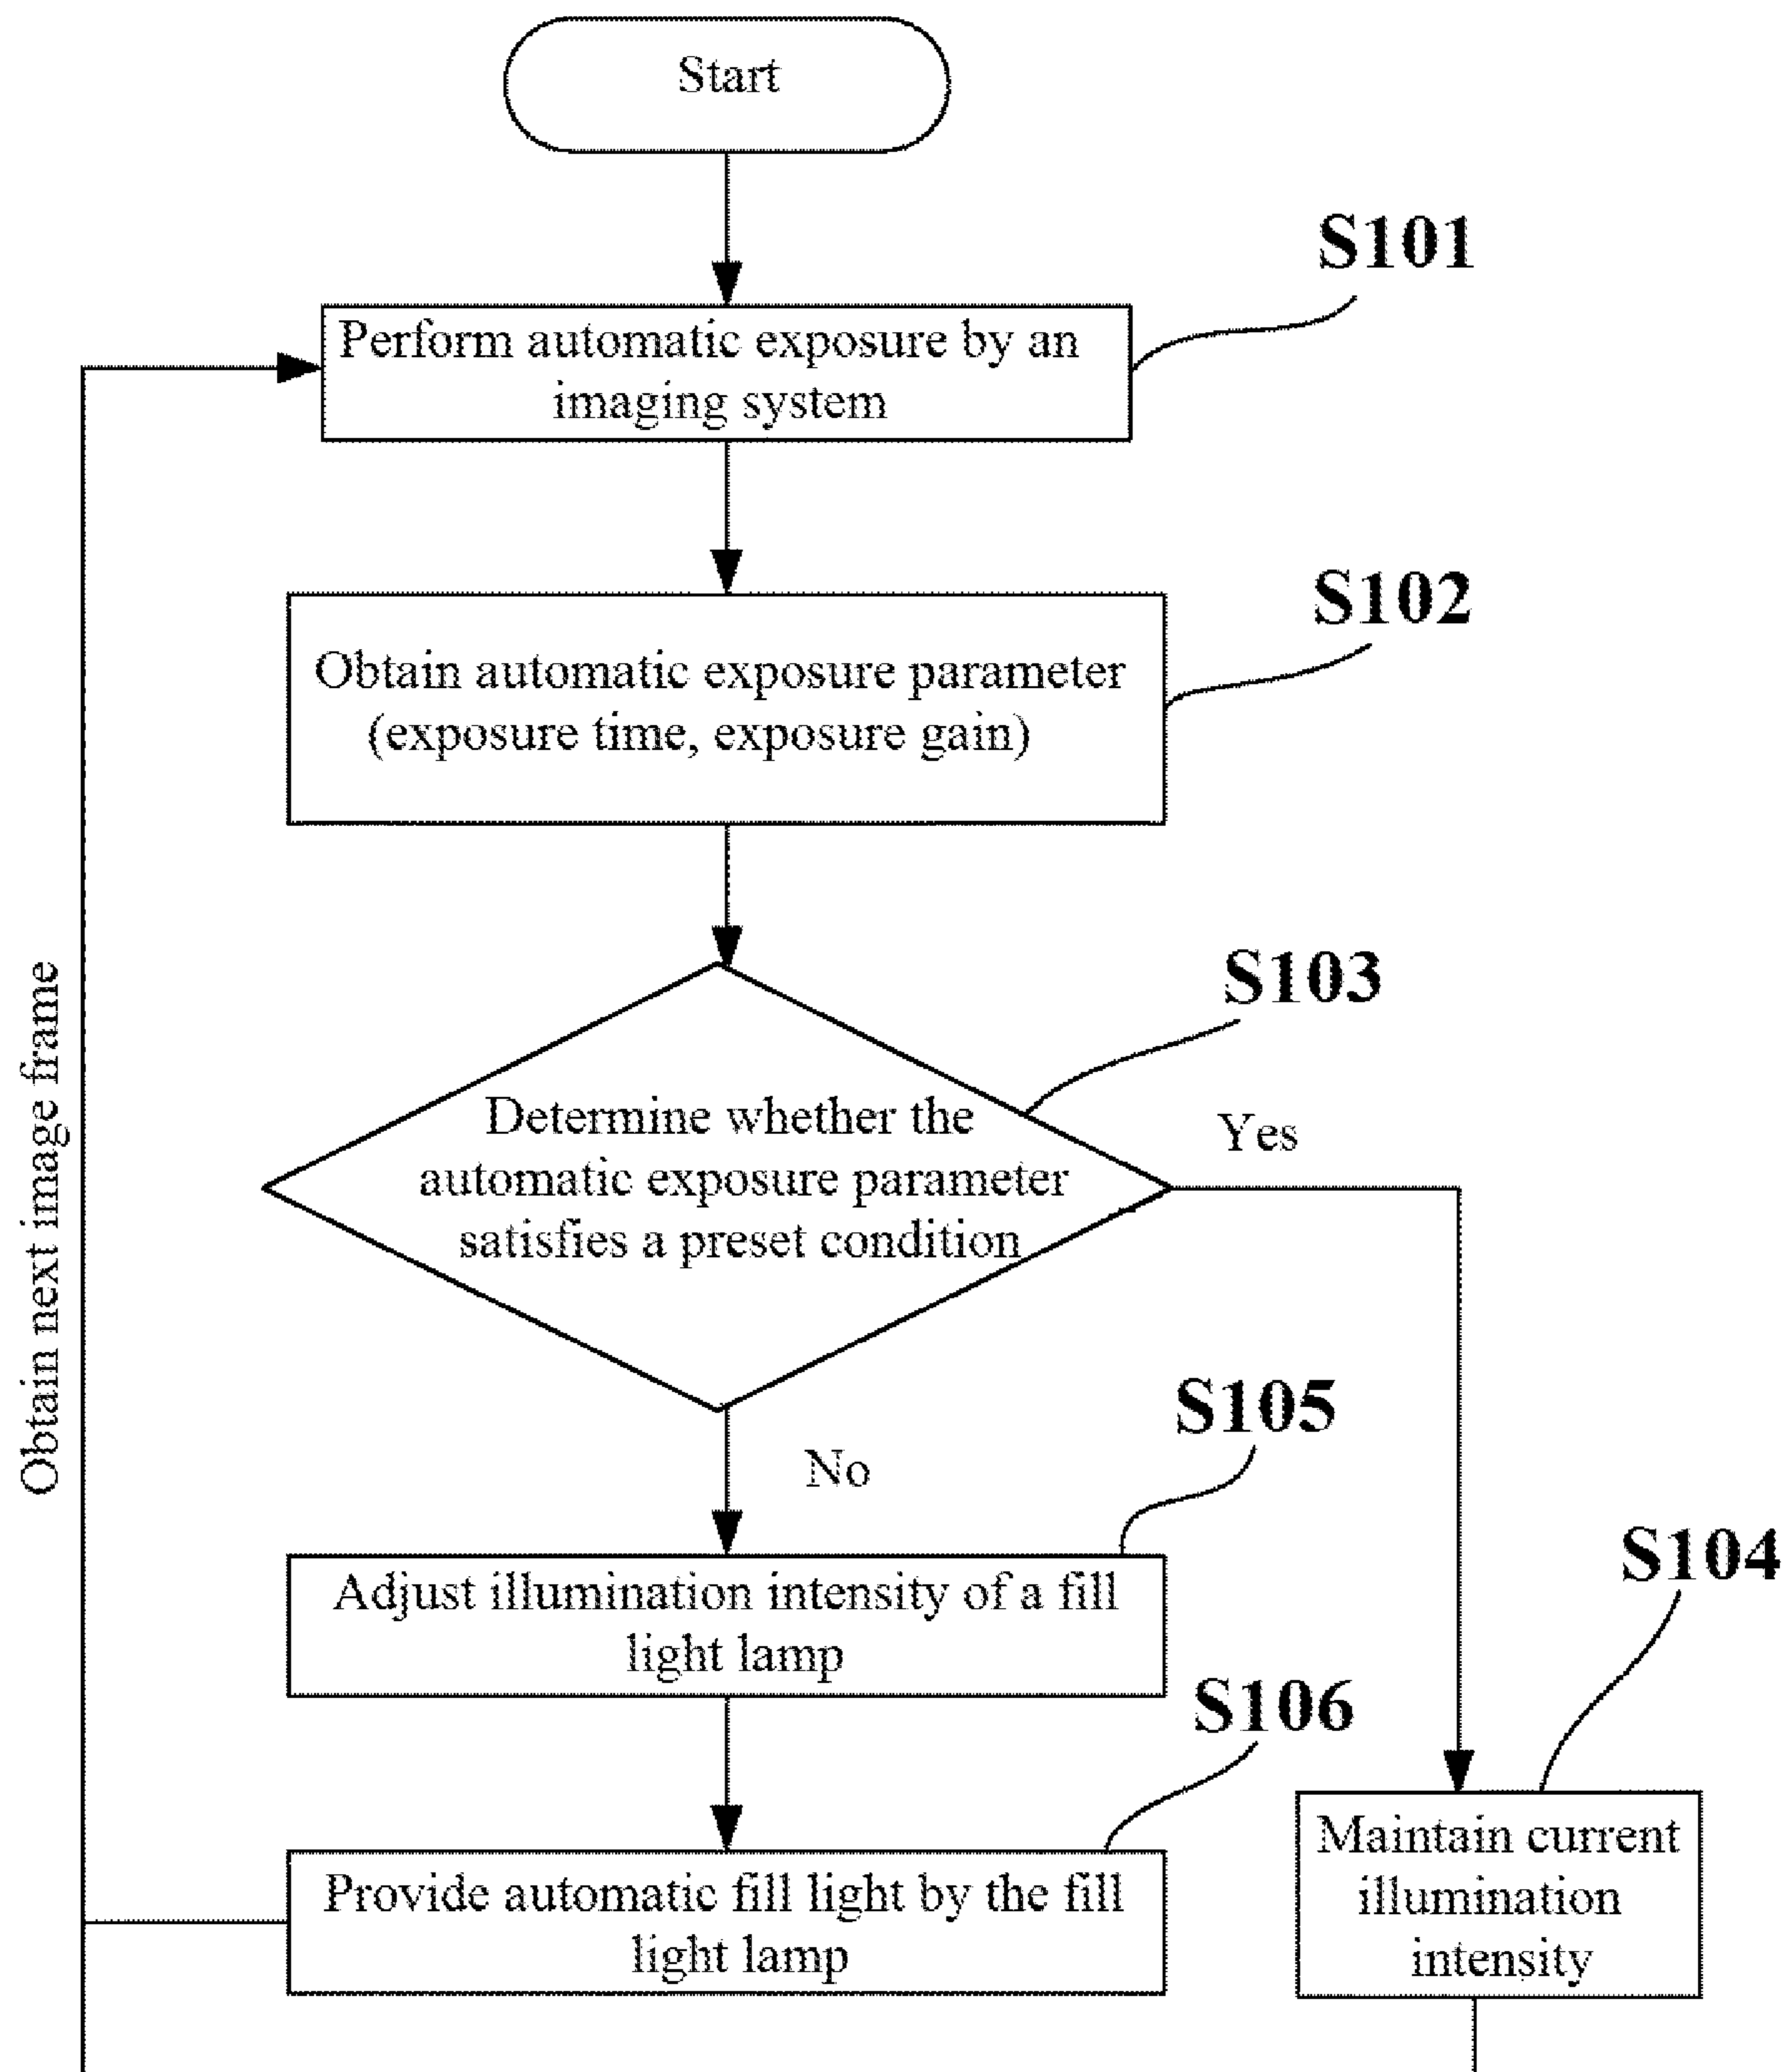 Start
S101
Perform automatic exposure by an
imaging system
S102
Obtain automatic exposure parameter
(exposure time, exposure gain)
S103
Determine whether the
automatic exposure parameter
satisfies a preset condition
Yes
No
Obtain next image frame
S105
Adjust illumination intensity of a fill
light lamp
S104
S106
Provide automatic fill light by the fill
light lamp
Maintain current
illumination
intensity